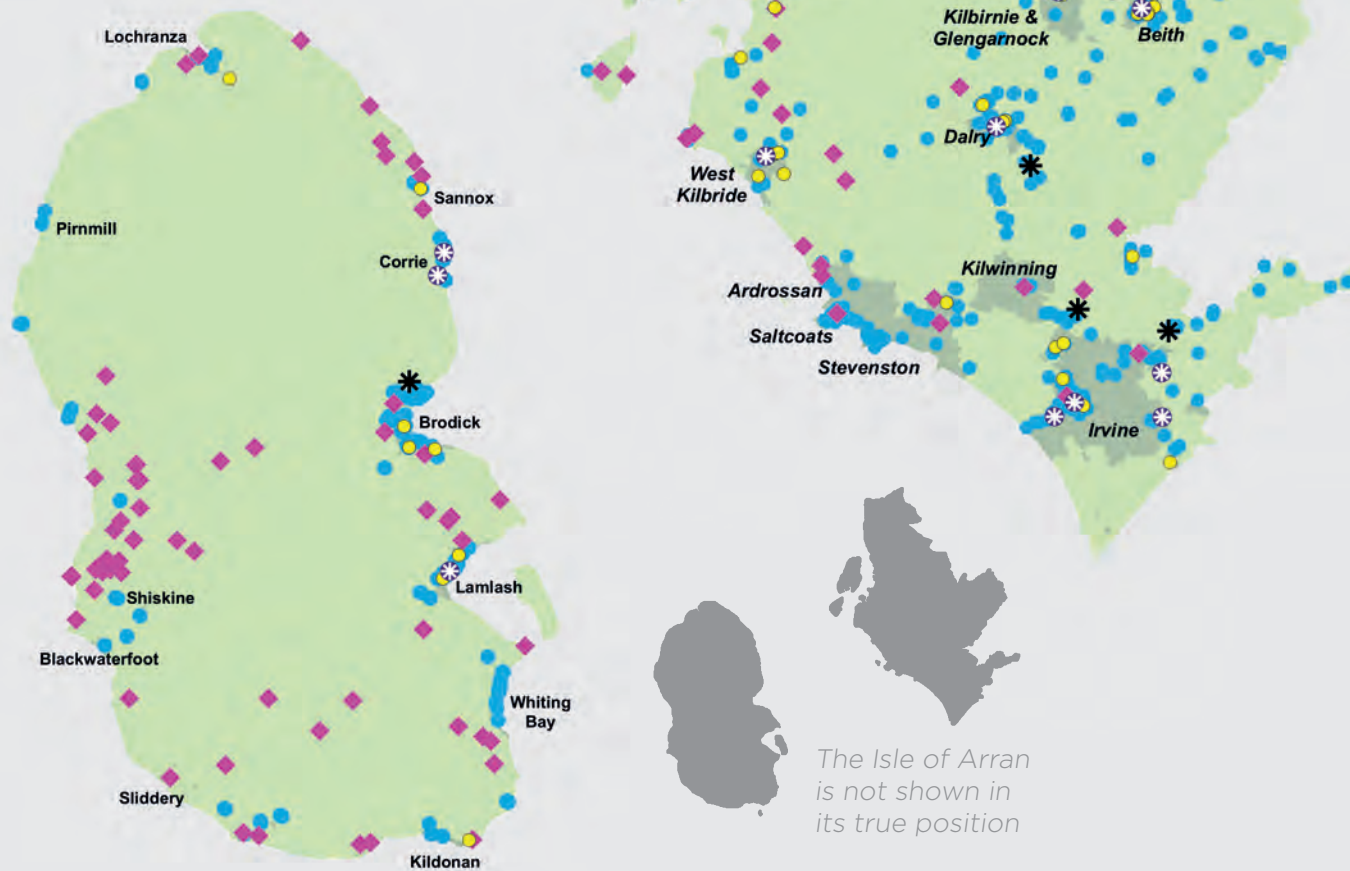 Lochranza
Sannox
Pirnmill
Corrie
Brodick
Lamlash
Shiskine
Blackwaterfoot
Whiting
Bay
Sliddery
Kildonan
Kilbirnie &
Glengarnock
Beith
Dalry
West
Kilbride
Kilwinning
Ardrossan
Saltcoats
Stevenston
Irvine
The Isle of Arran
is not shown in
its true position